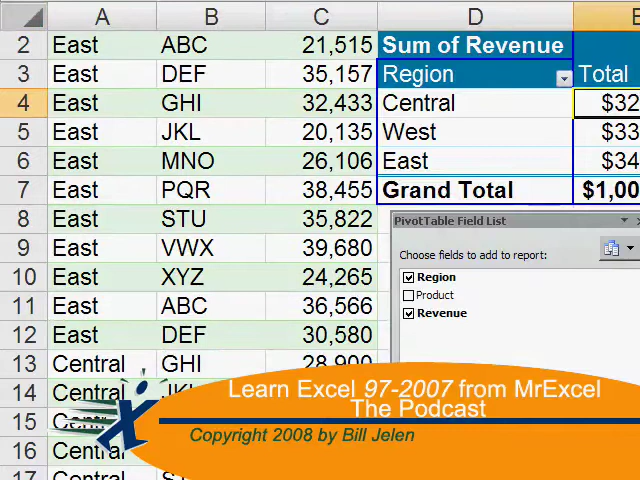 A B C D E
2 East ABC 21,515 Sum of Revenue
3 East DEF 35,157 Region Total
4 East GHI 32,433 Central $32
5 East JKL 20,135 West $33
6 East MNO 26,106 East $34
7 East PQR 38,455 Grand Total $1,00
8 East STU 35,822
PivotTable Field List
9 East VWX 39,680
Choose fields to add to report:
10 East XYZ 24,265
Region
Product
11 East ABC 36,566
Revenue
12 East DEF 30,580
13 Central GHI 28,900
14 Central JK
Learn Excel 97-2007 from MrExcel
The Podcast
15 Central
Copyright 2008 by Bill Jelen
16 Central
17 Central ST